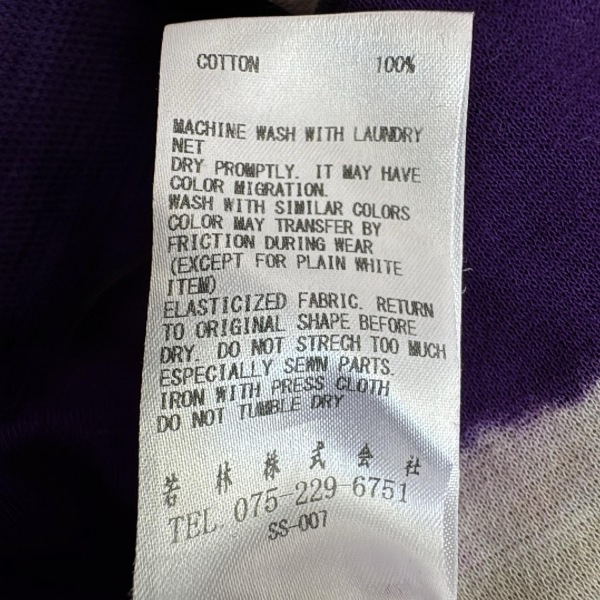 COTTON 100%
MACHINE WASH WITH LAUNDRY
NET
DRY PROMPTLY. IT MAY HAVE
COLOR MIGRATION.
WASH WITH SIMILAR COLORS
COLOR MAY TRANSFER BY
FRICTION DURING WEAR
(EXCEPT FOR PLAIN WHITE
ITEM)
ELASTICIZED FABRIC. RETURN
TO ORIGINAL SHAPE BEFORE
DRY. DO NOT STRECH TOO MUCH
ESPECIALLY SEWN PARTS.
IRON WITH PRESS CLOTH
DO NOT TUMBLE DRY
若林株式会社
TEL. 075-229-6751
SS-007